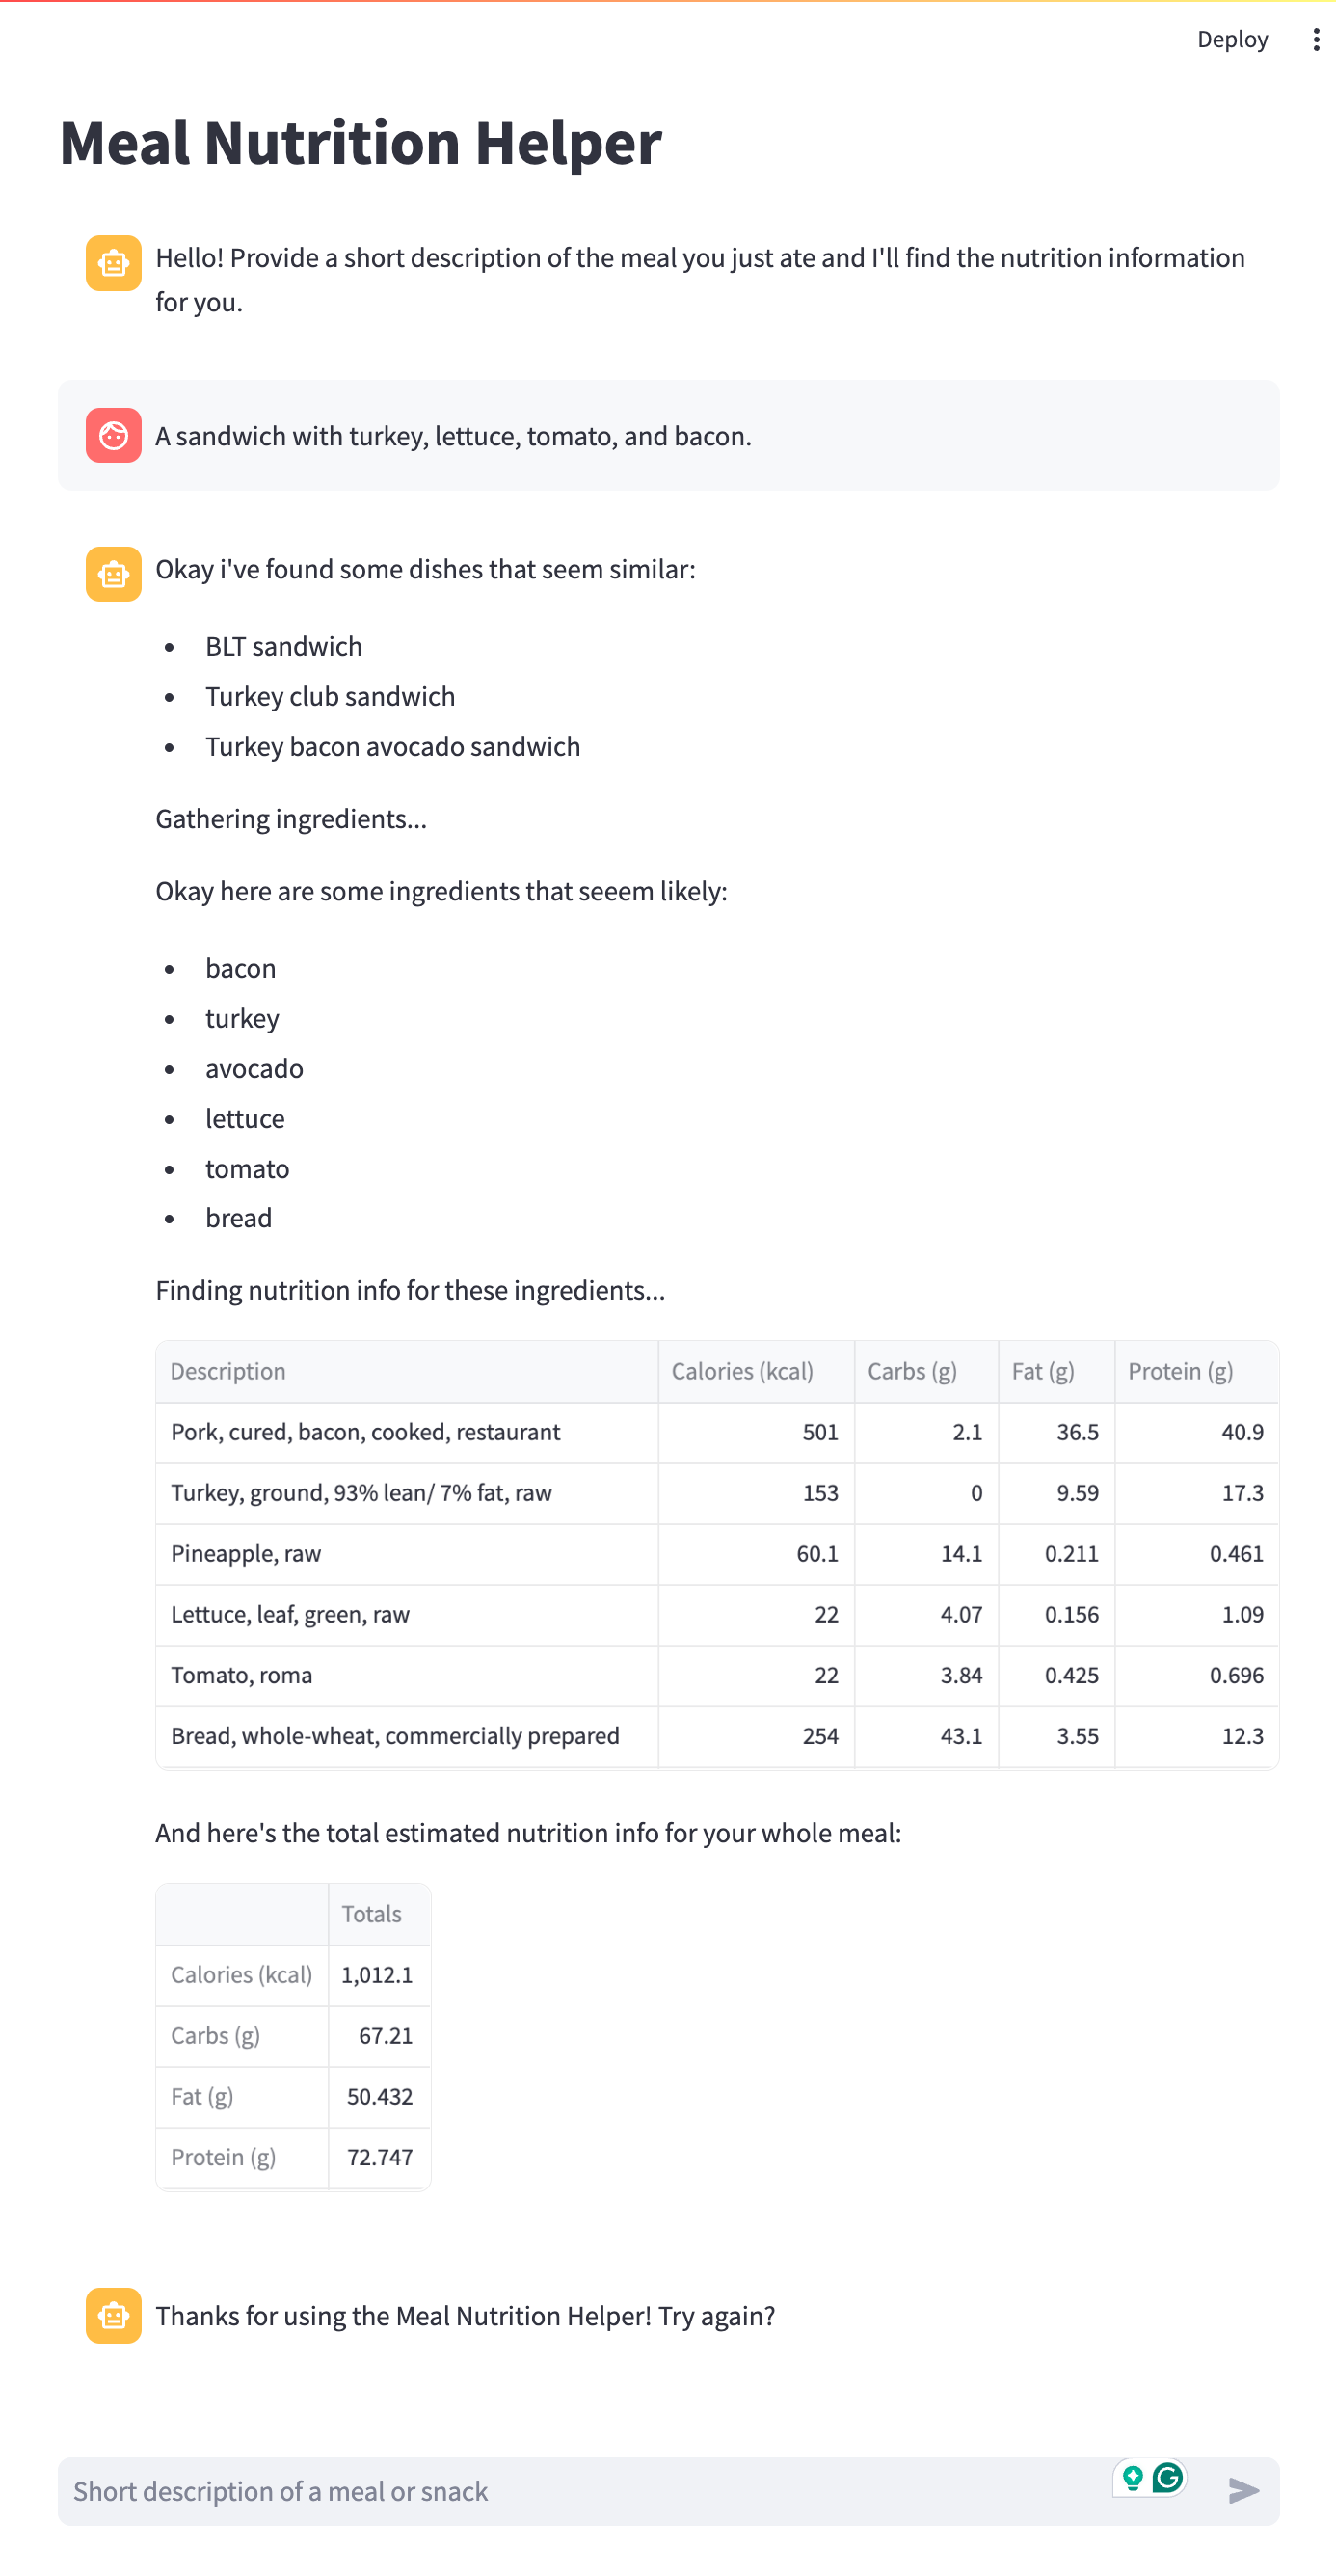 Deploy
Meal Nutrition Helper
Hello! Provide a short description of the meal you just ate and I'll find the nutrition information
for you.
A sandwich with turkey, lettuce, tomato, and bacon.
Okay i've found some dishes that seem similar:
• BLT sandwich
• Turkey club sandwich
• Turkey bacon avocado sandwich
Gathering ingredients...
Okay here are some ingredients that seeem likely:
• bacon
• turkey
• avocado
• lettuce
• tomato
• bread
Finding nutrition info for these ingredients...
Description Calories (kcal) Carbs (g) Fat (g) Protein (g)
Pork, cured, bacon, cooked, restaurant 501 2.1 36.5 40.9
Turkey, ground, 93% lean/ 7% fat, raw 153 0 9.59 17.3
Pineapple, raw 60.1 14.1 0.211 0.461
Lettuce, leaf, green, raw 22 4.07 0.156 1.09
Tomato, roma 22 3.84 0.425 0.696
Bread, whole-wheat, commercially prepared 254 43.1 3.55 12.3
And here's the total estimated nutrition info for your whole meal:
Totals
Calories (kcal) 1,012.1
Carbs (g) 67.21
Fat (g) 50.432
Protein (g) 72.747
Thanks for using the Meal Nutrition Helper! Try again?
Short description of a meal or snack